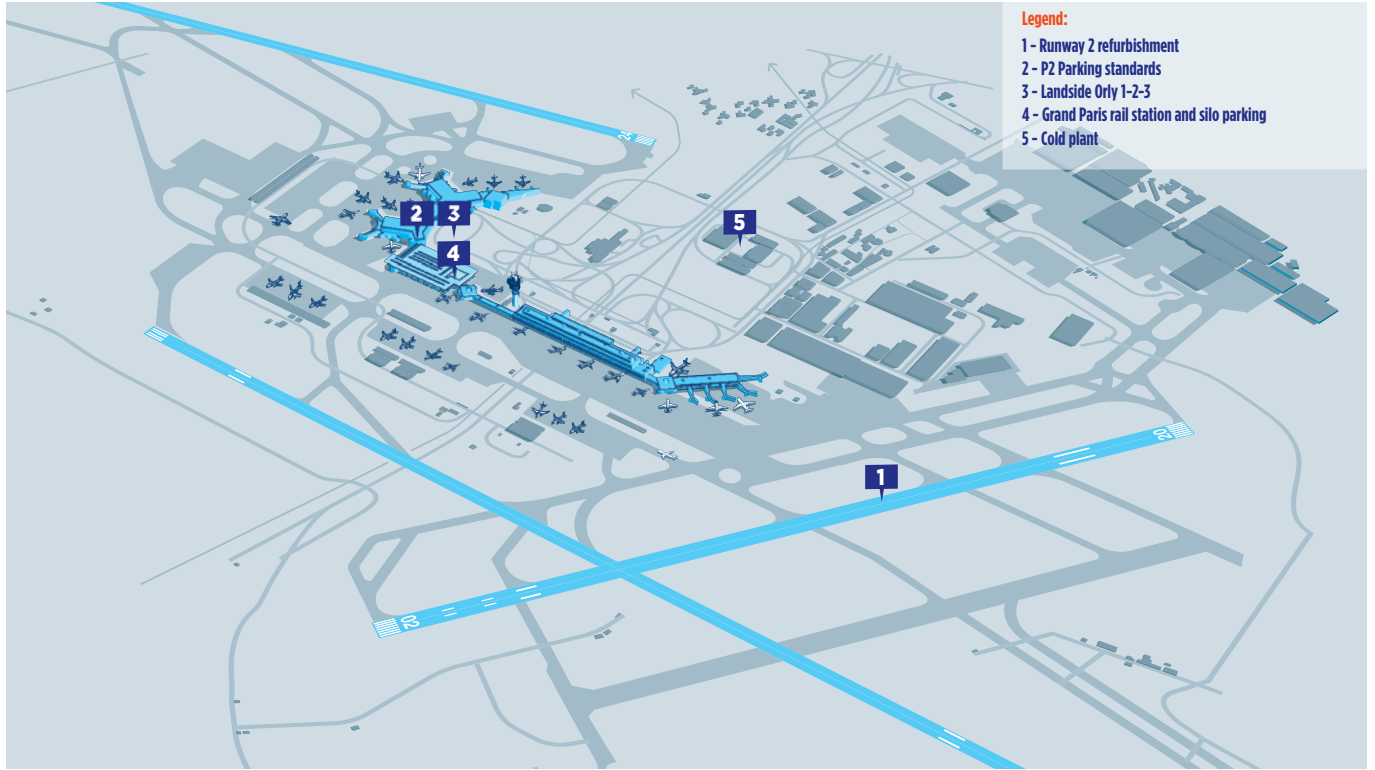 Legend:
1 - Runway 2 refurbishment
2 - P2 Parking standards
3 - Landside Orly 1-2-3
4 - Grand Paris rail station and silo parking
5 - Cold plant
24
2
3
5
4
20
1
02